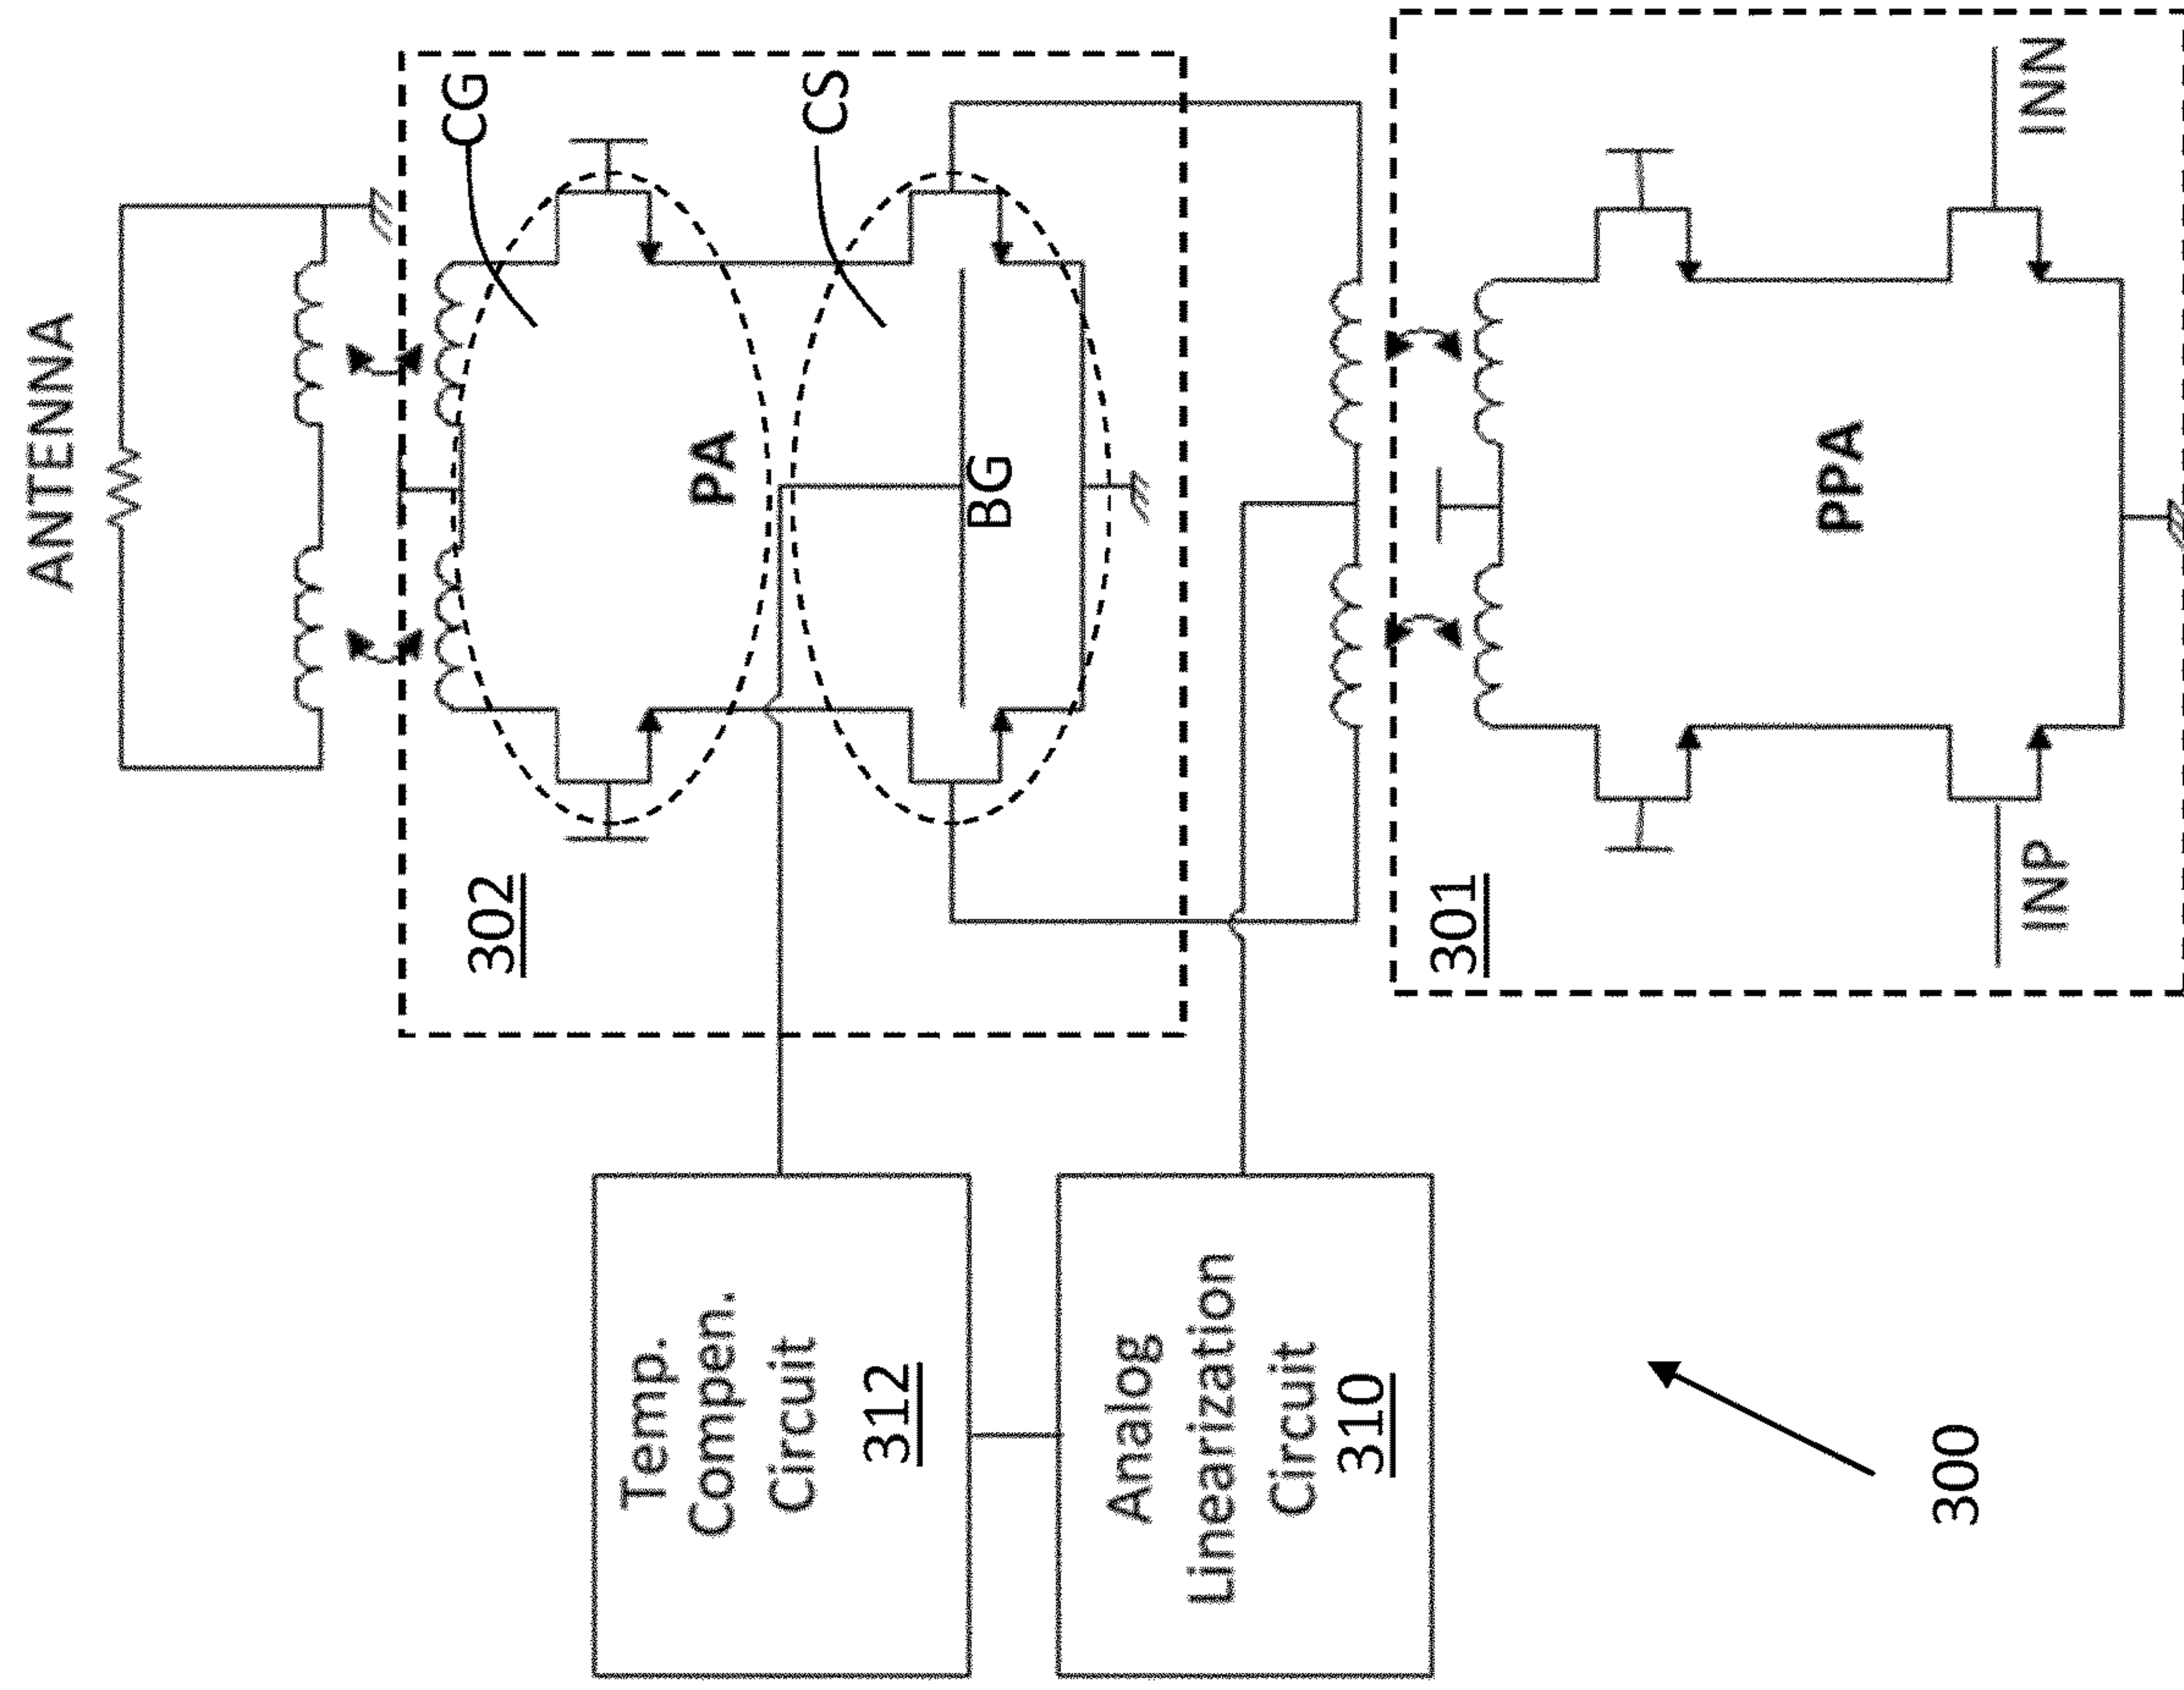 ANTENNA
CG
CS
PA
BG
302
Temp.
Compen.
Circuit
312
Analog
Linearization
Circuit
310
301
PPA
INP
INN
300